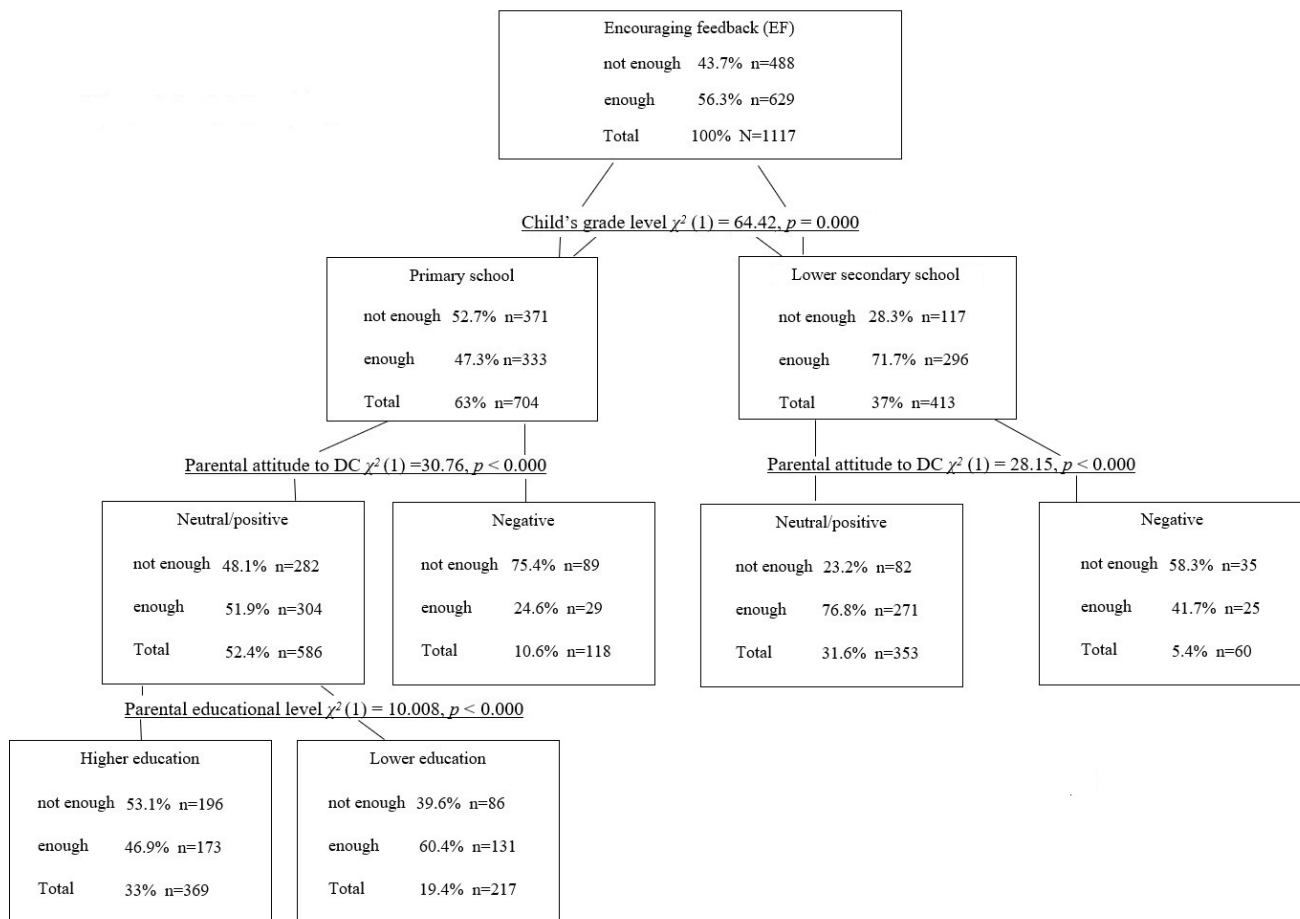 Encouraging feedback (EF)
not enough 43.7% n=488
enough 56.3% n=629
Total 100% N=1117
Child's grade level χ² (1) = 64.42, p = 0.000
Primary school
not enough 52.7% n=371
enough 47.3% n=333
Total 63% n=704
Lower secondary school
not enough 28.3% n=117
enough 71.7% n=296
Total 37% n=413
Parental attitude to DC χ² (1) =30.76, p < 0.000
Parental attitude to DC χ² (1) = 28.15, p < 0.000
Neutral/positive
not enough 48.1% n=282
enough 51.9% n=304
Total 52.4% n=586
Negative
not enough 75.4% n=89
enough 24.6% n=29
Total 10.6% n=118
Neutral/positive
not enough 23.2% n=82
enough 76.8% n=271
Total 31.6% n=353
Negative
not enough 58.3% n=35
enough 41.7% n=25
Total 5.4% n=60
Parental educational level χ² (1) = 10.008, p < 0.000
Higher education
not enough 53.1% n=196
enough 46.9% n=173
Total 33% n=369
Lower education
not enough 39.6% n=86
enough 60.4% n=131
Total 19.4% n=217